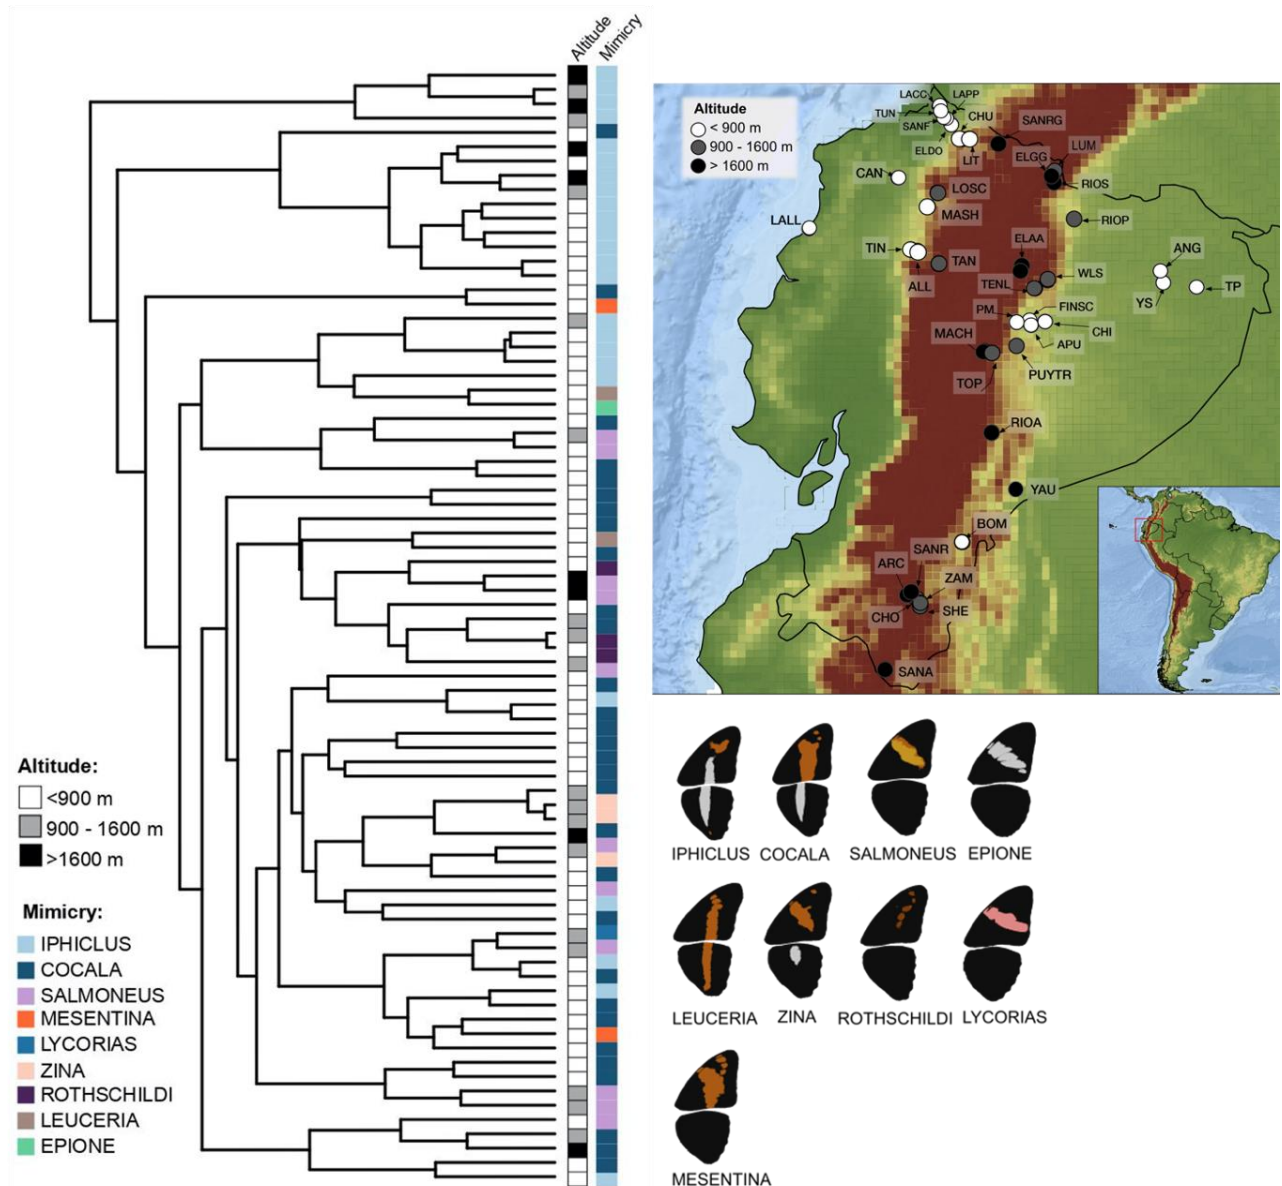 Altitude
Mimicry
Altitude:
<900 m
900 - 1600 m
>1600 m
Mimicry:
IPHICLUS
COCALA
SALMONEUS
MESENTINA
LYCORIAS
ZINA
ROTHSCHILDI
LEUCERIA
EPIONE
Altitude
< 900 m
900 - 1600 m
> 1600 m
LACC
LAPP
TUN
CHU
SANF
SANRG
ELDO
LIT
ELGG
LUM
CAN
LOSC
RIOS
MASH
LALL
RIOP
TIN
ELAA
ANG
TAN
WLS
ALL
TENL
YS
TP
PM
FINSC
MACH
CHI
APU
TOP
PUYTR
RIOA
YAU
BOM
SANR
ARC
ZAM
CHO
SHE
SANA
IPHICLUS COCALA SALMONEUS EPIONE
LEUCERIA ZINA ROTHSCHILDI LYCORIAS
MESENTINA